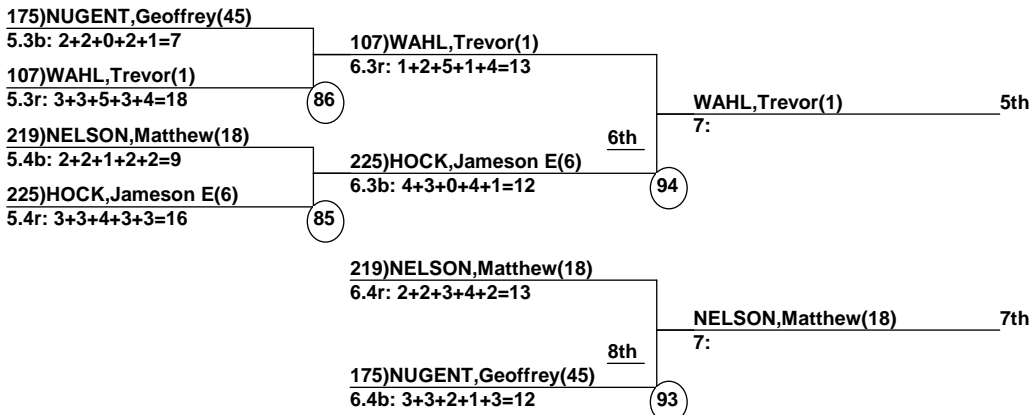 175)NUGENT,Geoffrey(45)
5.3b: 2+2+0+2+1=7
107)WAHL,Trevor(1)
5.3r: 3+3+5+3+4=18
86
219)NELSON,Matthew(18)
5.4b: 2+2+1+2+2=9
225)HOCK,Jameson E(6)
5.4r: 3+3+4+3+3=16
85
107)WAHL,Trevor(1)
6.3r: 1+2+5+1+4=13
6th
225)HOCK,Jameson E(6)
6.3b: 4+3+0+4+1=12
94
WAHL,Trevor(1) 5th
7:
219)NELSON,Matthew(18)
6.4r: 2+2+3+4+2=13
8th
175)NUGENT,Geoffrey(45)
6.4b: 3+3+2+1+3=12
93
NELSON,Matthew(18) 7th
7: